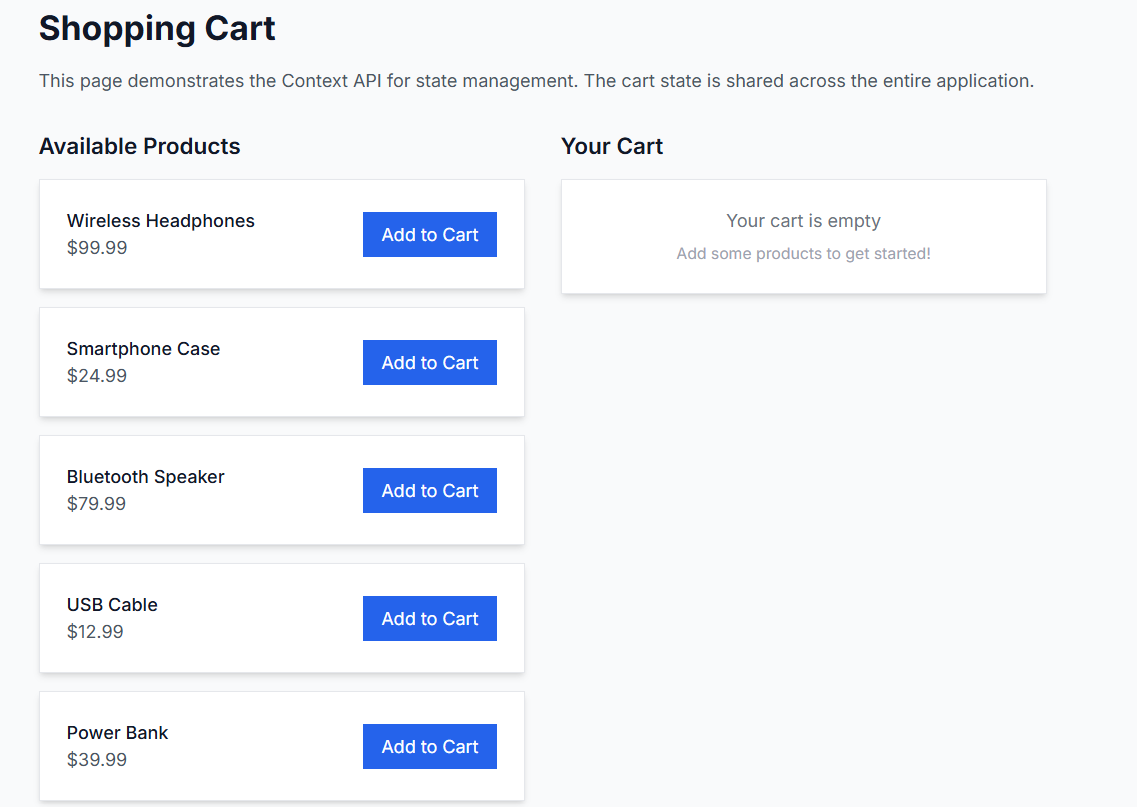 Shopping Cart
This page demonstrates the Context API for state management. The cart state is shared across the entire application.
Available Products
Wireless Headphones
$99.99
Add to Cart
Smartphone Case
$24.99
Add to Cart
Bluetooth Speaker
$79.99
Add to Cart
USB Cable
$12.99
Add to Cart
Power Bank
$39.99
Add to Cart
Your Cart
Your cart is empty
Add some products to get started!